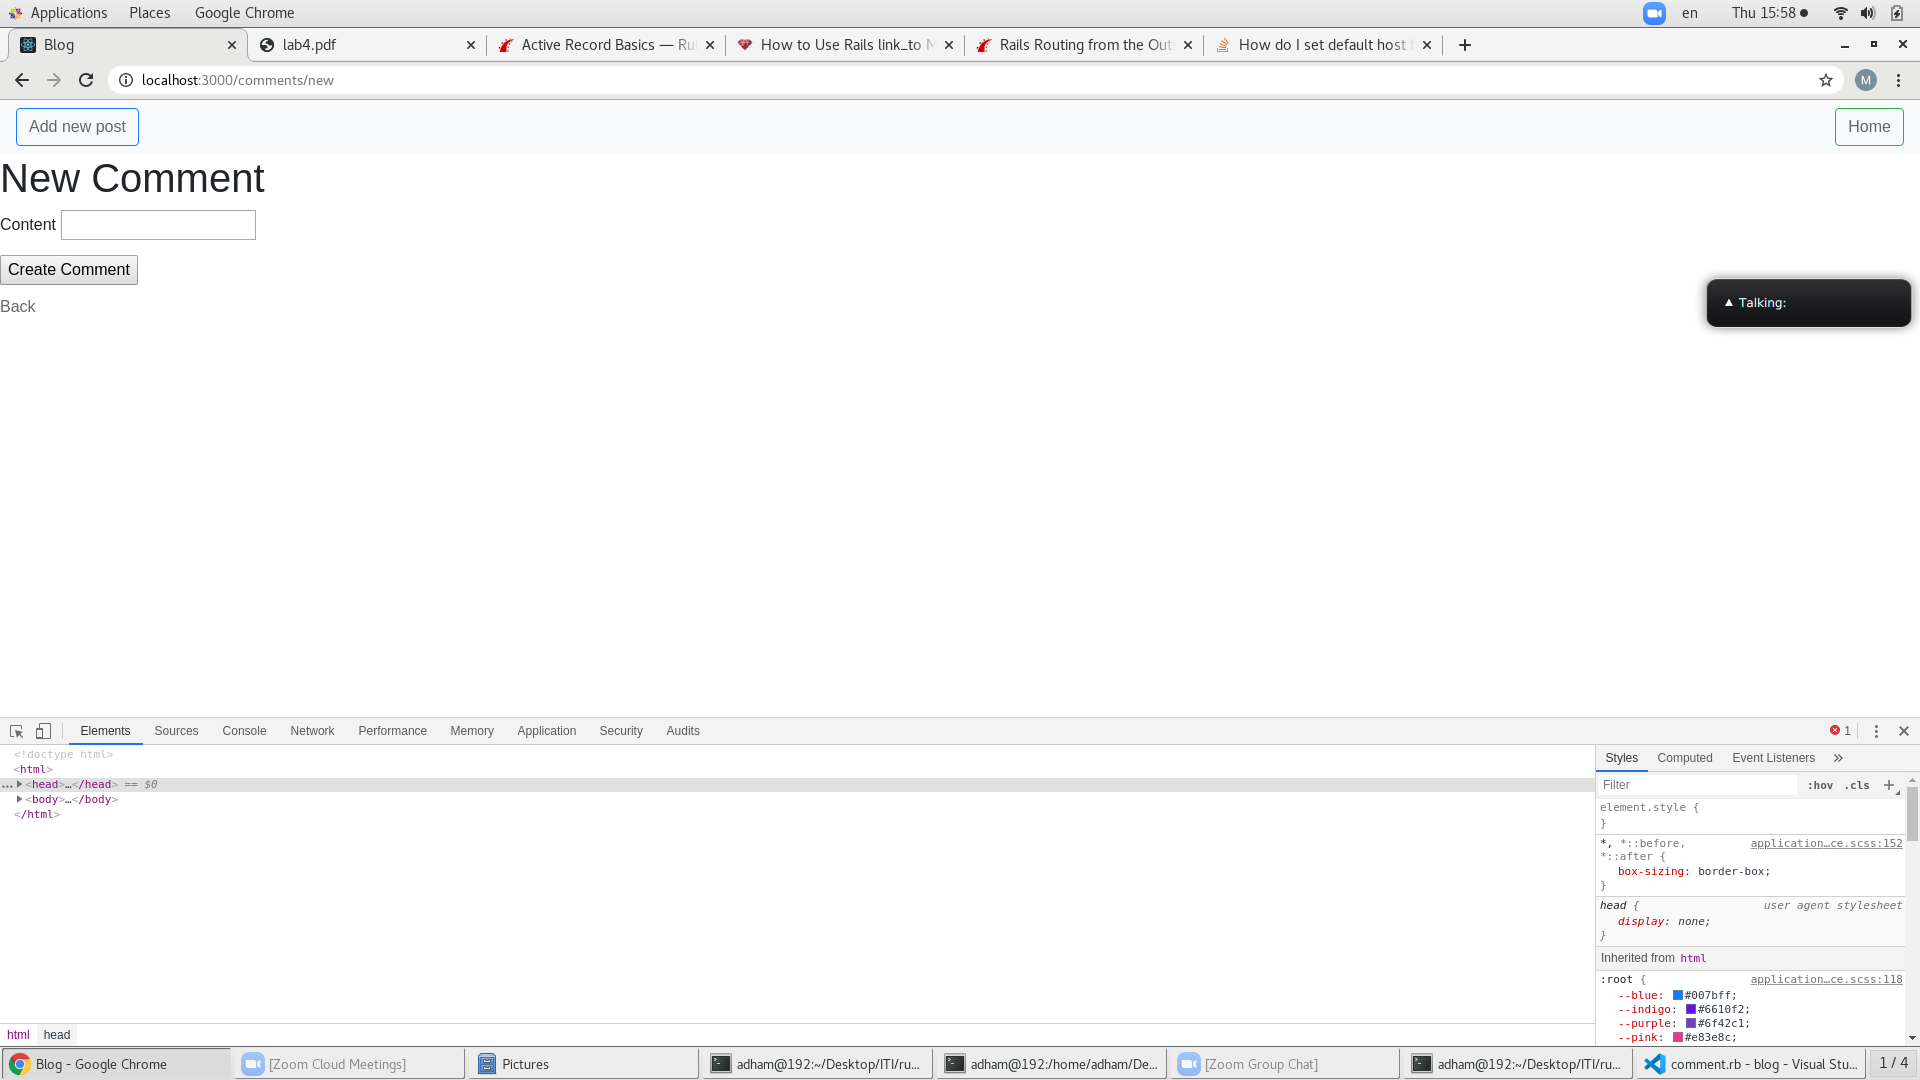 Applications Places Google Chrome en Thu 15:58
Blog lab4.pdf Active Record Basics — Ru How to Use Rails link_to Rails Routing from the Out How do I set default host
localhost:3000/comments/new M
Add new post Home
New Comment
Content
Create Comment
Back
Talking:
Elements Sources Console Network Performance Memory Application Security Audits 1
<!doctype html>
<html>
…<head>…</head> == $0
<body>…</body>
</html>
Styles Computed Event Listeners »
Filter :hov .cls +
element.style {
}
*, *::before, application…ce.scss:152
*::after {
box-sizing: border-box;
}
head { user agent stylesheet
display: none;
}
Inherited from html
:root { application…ce.scss:118
--blue: #007bff;
--indigo: #6610f2;
--purple: #6f42c1;
--pink: #e83e8c;
html head
Blog - Google Chrome [Zoom Cloud Meetings] Pictures adham@192:~/Desktop/ITI/ru... adham@192:/home/adham/De... [Zoom Group Chat] adham@192:~/Desktop/ITI/ru... comment.rb - blog - Visual Stu... 1 / 4